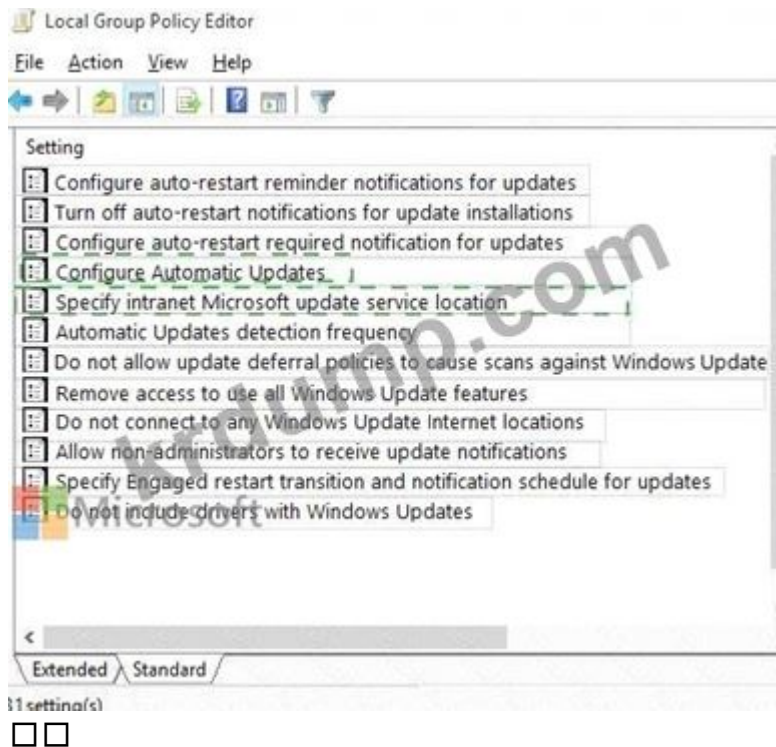 Local Group Policy Editor
File Action View Help
Setting
Configure auto-restart reminder notifications for updates
Turn off auto-restart notifications for update installations
Configure auto-restart required notification for updates
Configure Automatic Updates
Specify intranet Microsoft update service location
Automatic Updates detection frequency
Do not allow update deferral policies to cause scans against Windows Update
Remove access to use all Windows Update features
Do not connect to any Windows Update Internet locations
Allow non-administrators to receive update notifications
Specify Engaged restart transition and notification schedule for updates
Do not include drivers with Windows Updates
krdump.com
Microsoft
Extended Standard
1 setting(s)